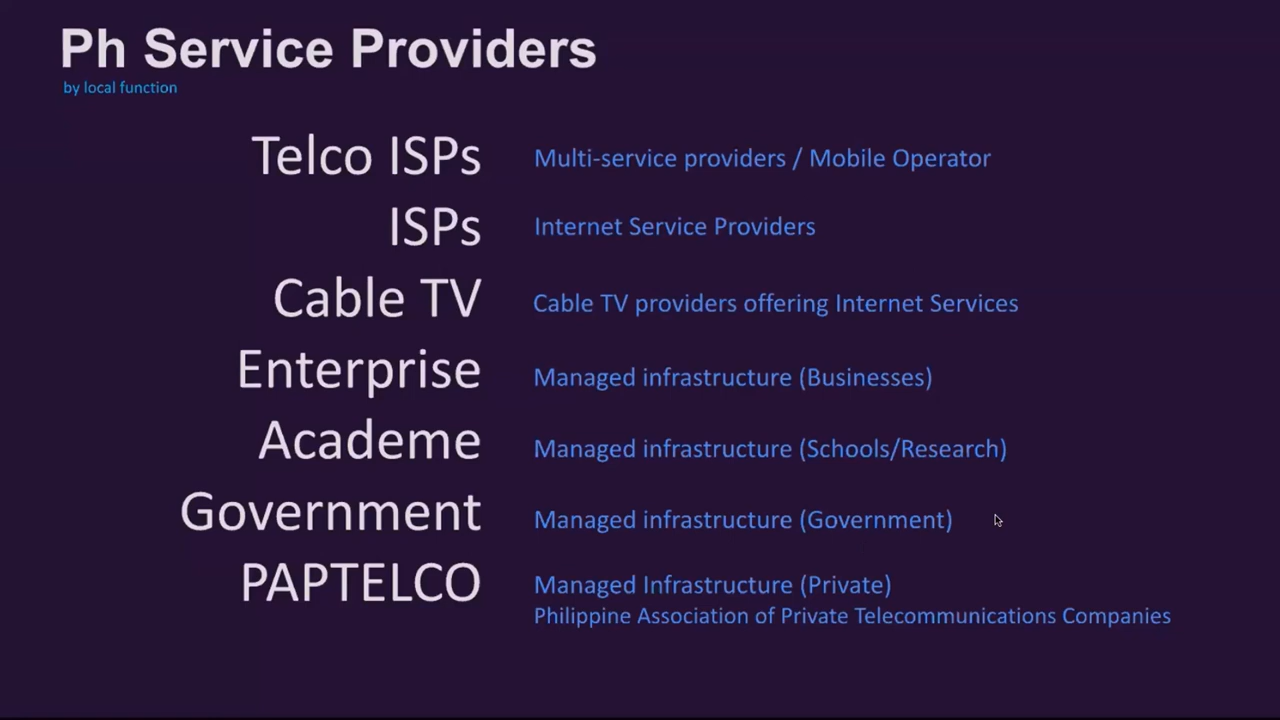 Ph Service Providers
by local function
Telco ISPs Multi-service providers / Mobile Operator
ISPs Internet Service Providers
Cable TV Cable TV providers offering Internet Services
Enterprise Managed infrastructure (Businesses)
Academe Managed infrastructure (Schools/Research)
Government Managed infrastructure (Government)
PAPTELCO Managed Infrastructure (Private)
Philippine Association of Private Telecommunications Companies